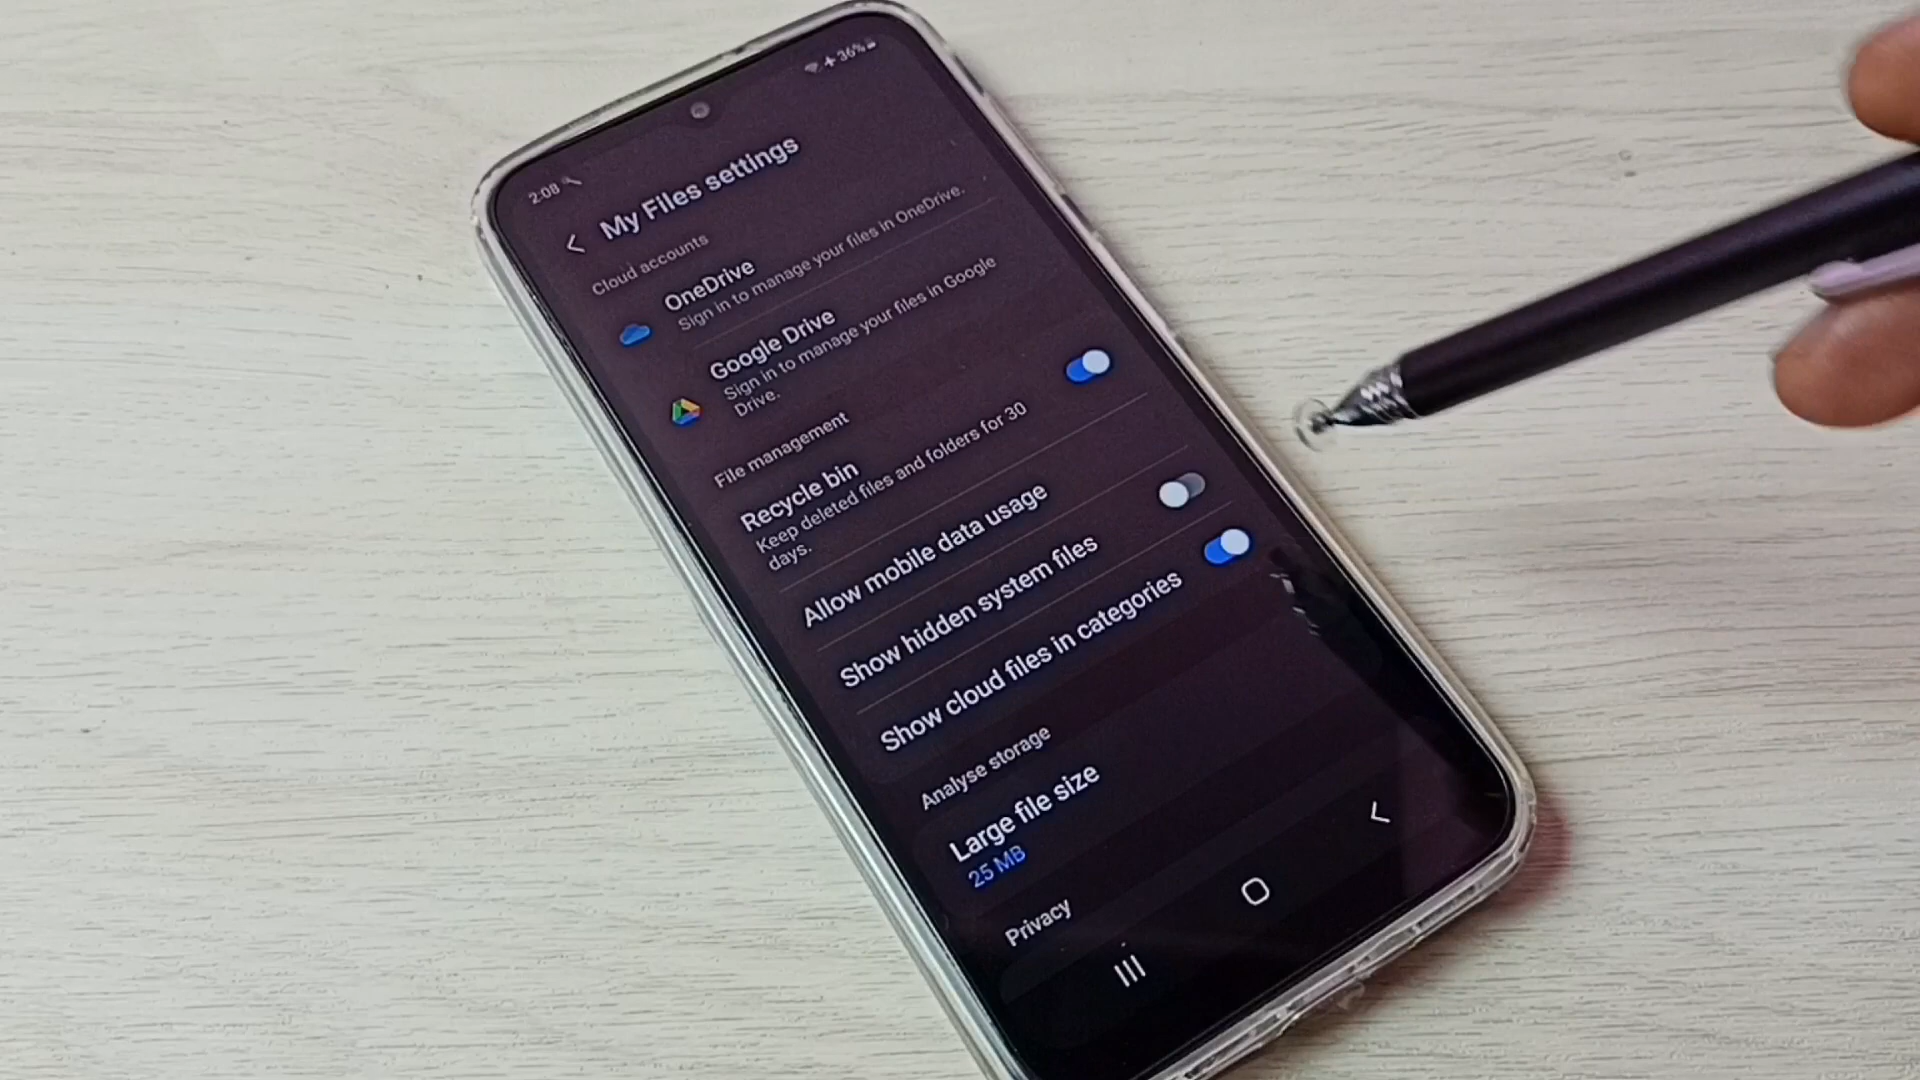 2:08
36%
My Files settings
Cloud accounts
OneDrive
Sign in to manage your files in OneDrive.
Google Drive
Sign in to manage your files in Google
Drive.
File management
Recycle bin
Keep deleted files and folders for 30
days.
Allow mobile data usage
Show hidden system files
Show cloud files in categories
Analyse storage
Large file size
25 MB
Privacy